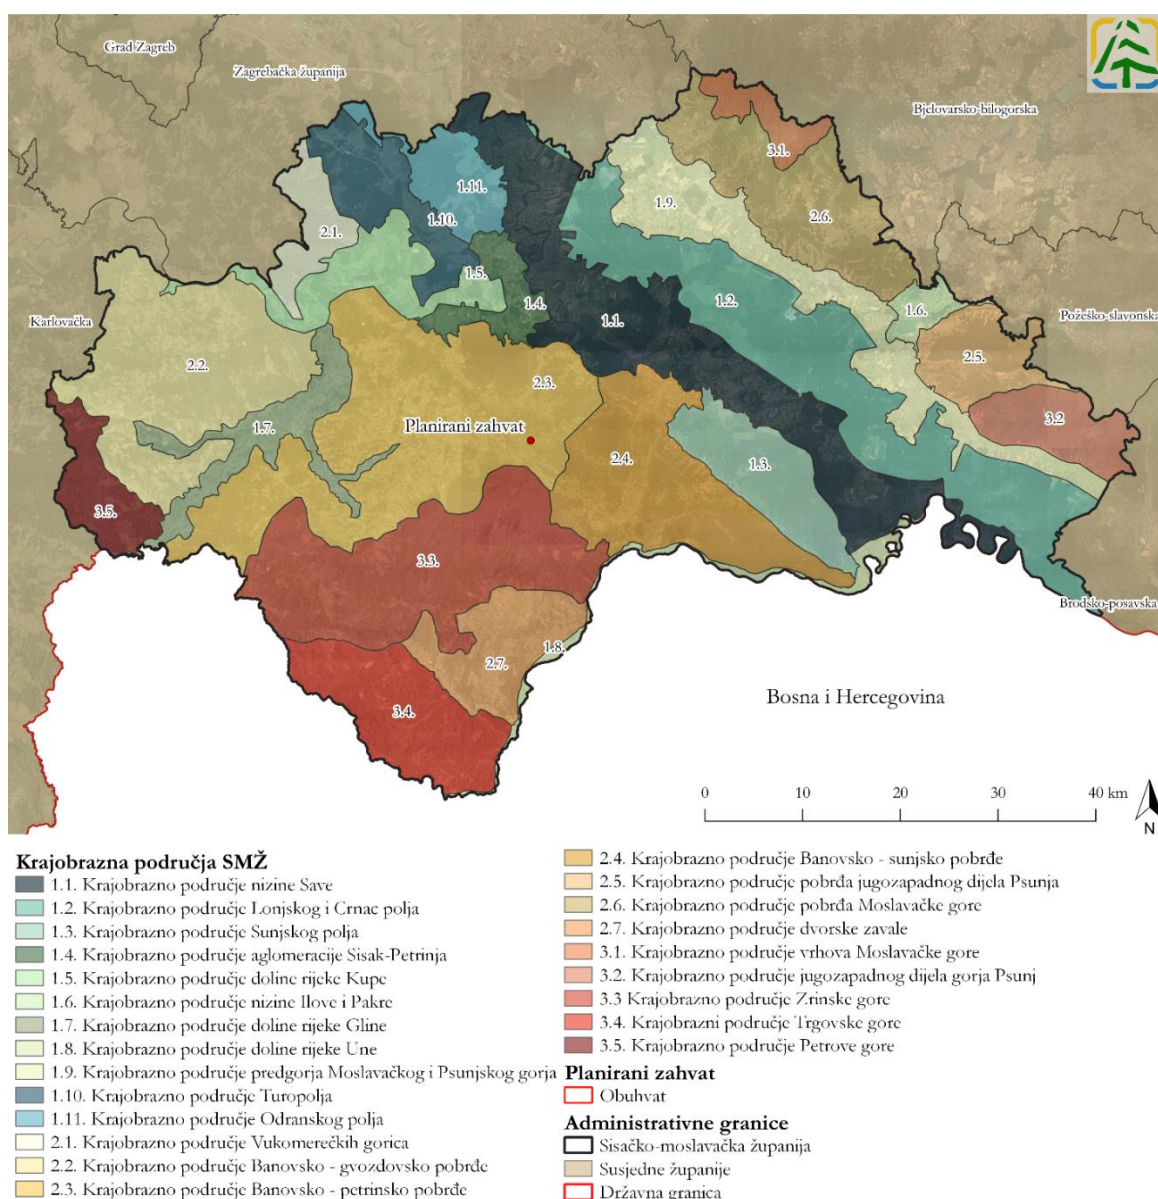 Grad Zagreb
Zagrebačka županija
Bjelovarsko-bilogorska
3.1.
1.11.
1.9.
2.6.
1.10.
2.1.
1.5.
1.4.
1.2.
1.6.
Karlovačka
1.1.
Požeško-slavonska
2.2.
2.3.
2.5.
1.7.
Planirani zahvat
3.2
2.4.
1.3.
3.5.
3.3.
Brodsko-posavska
1.8.
2.7.
3.4.
Bosna i Hercegovina
0 10 20 30 40 km
N
Krajobrazna područja SMŽ
1.1. Krajobrazno područje nizine Save
1.2. Krajobrazno područje Lonjskog i Crnac polja
1.3. Krajobrazno područje Sunjskog polja
1.4. Krajobrazno područje aglomeracije Sisak-Petrinja
1.5. Krajobrazno područje doline rijeke Kupe
1.6. Krajobrazno područje nizine Ilove i Pakre
1.7. Krajobrazno područje doline rijeke Gline
1.8. Krajobrazno područje doline rijeke Une
1.9. Krajobrazno područje predgorja Moslavačkog i Psunjskog gorja
1.10. Krajobrazno područje Turopolja
1.11. Krajobrazno područje Odranskog polja
2.1. Krajobrazno područje Vukomerečkih gorica
2.2. Krajobrazno područje Banovsko - gvozdovsko pobrđe
2.3. Krajobrazno područje Banovsko - petrinjsko pobrđe
2.4. Krajobrazno područje Banovsko - sunjsko pobrđe
2.5. Krajobrazno područje pobrđa jugozapadnog dijela Psunja
2.6. Krajobrazno područje pobrđa Moslavačke gore
2.7. Krajobrazno područje dvorske zavale
3.1. Krajobrazno područje vrhova Moslavačke gore
3.2. Krajobrazno područje jugozapadnog dijela gorja Psunj
3.3 Krajobrazno područje Zrinske gore
3.4. Krajobrazni područje Trgovske gore
3.5. Krajobrazno područje Petrove gore
Planirani zahvat
Obuhvat
Administrativne granice
Sisačko-moslavačka županija
Susjedne županije
Državna granica